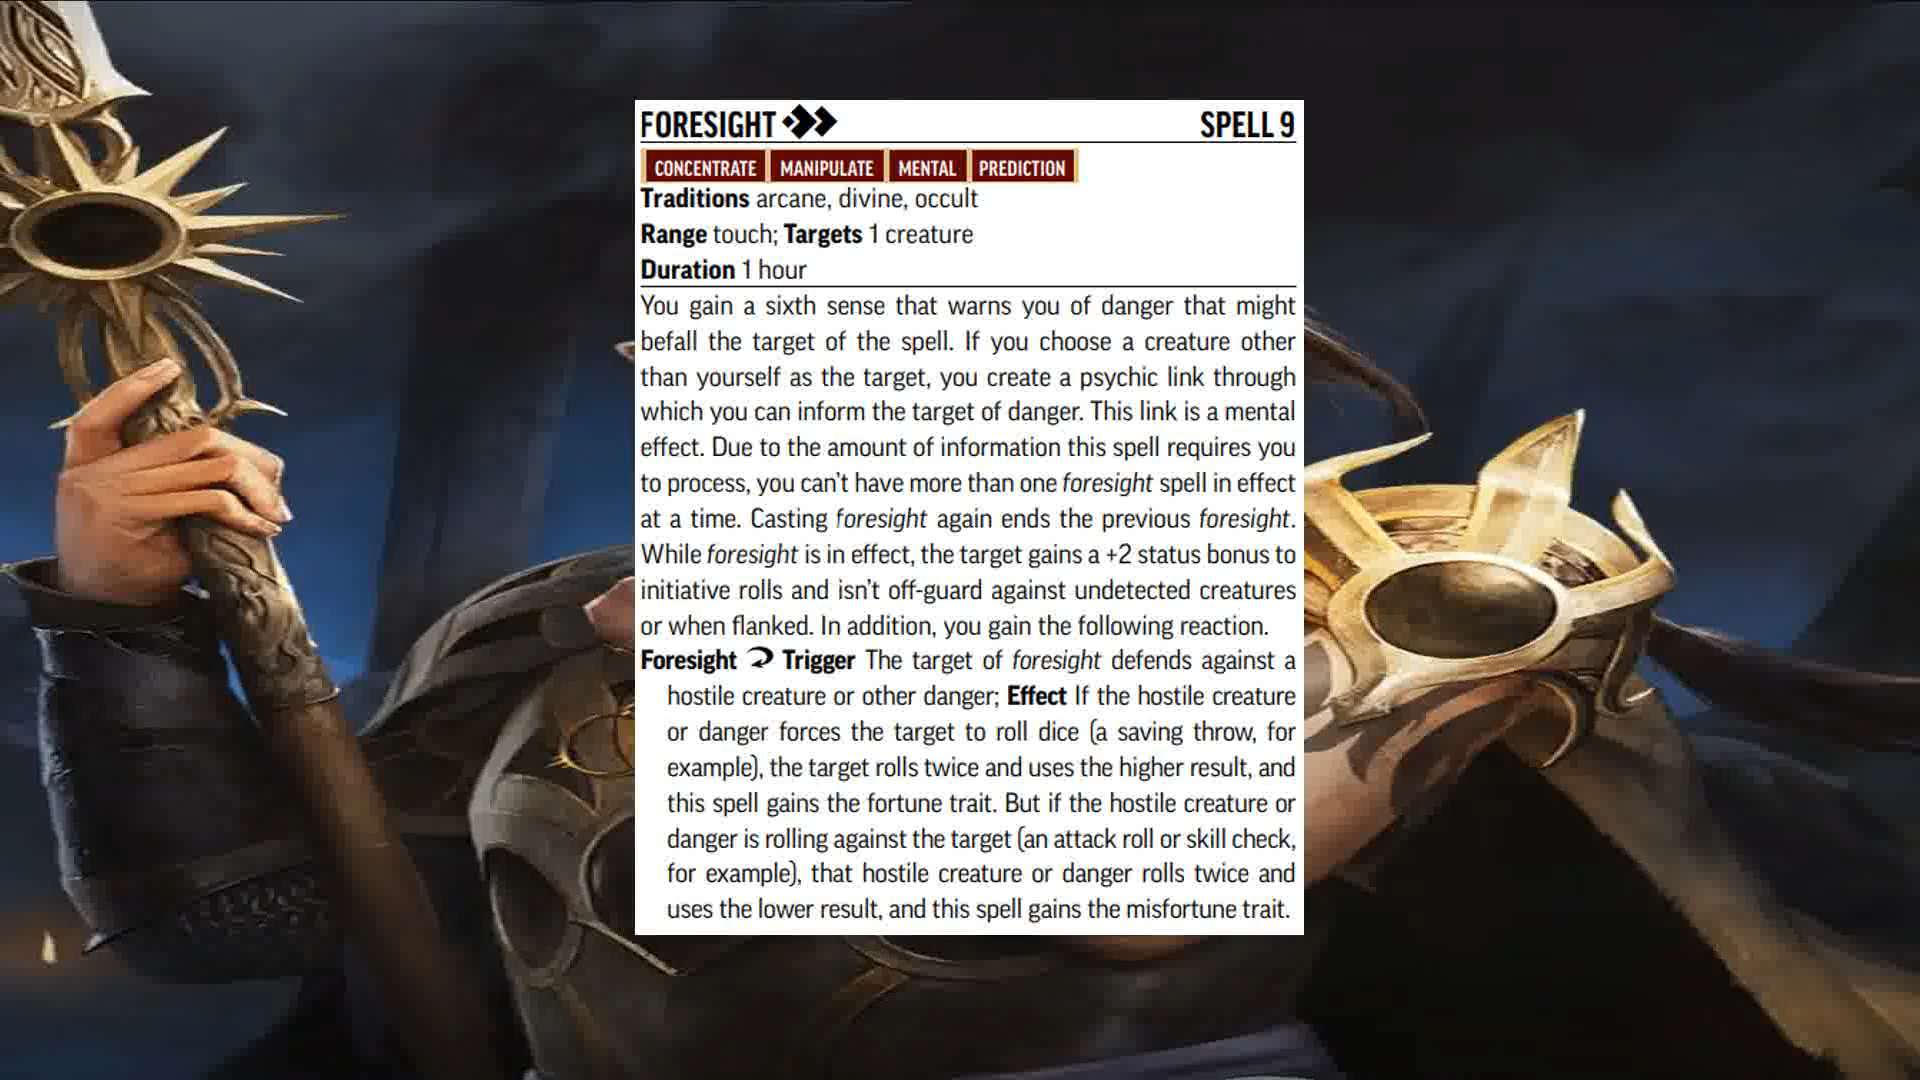 FORESIGHT SPELL 9
CONCENTRATE MANIPULATE MENTAL PREDICTION
Traditions arcane, divine, occult
Range touch; Targets 1 creature
Duration 1 hour
You gain a sixth sense that warns you of danger that might
befall the target of the spell. If you choose a creature other
than yourself as the target, you create a psychic link through
which you can inform the target of danger. This link is a mental
effect. Due to the amount of information this spell requires you
to process, you can't have more than one foresight spell in effect
at a time. Casting foresight again ends the previous foresight.
While foresight is in effect, the target gains a +2 status bonus to
initiative rolls and isn't off-guard against undetected creatures
or when flanked. In addition, you gain the following reaction.
Foresight Trigger The target of foresight defends against a
hostile creature or other danger; Effect If the hostile creature
or danger forces the target to roll dice (a saving throw, for
example), the target rolls twice and uses the higher result, and
this spell gains the fortune trait. But if the hostile creature or
danger is rolling against the target (an attack roll or skill check,
for example), that hostile creature or danger rolls twice and
uses the lower result, and this spell gains the misfortune trait.